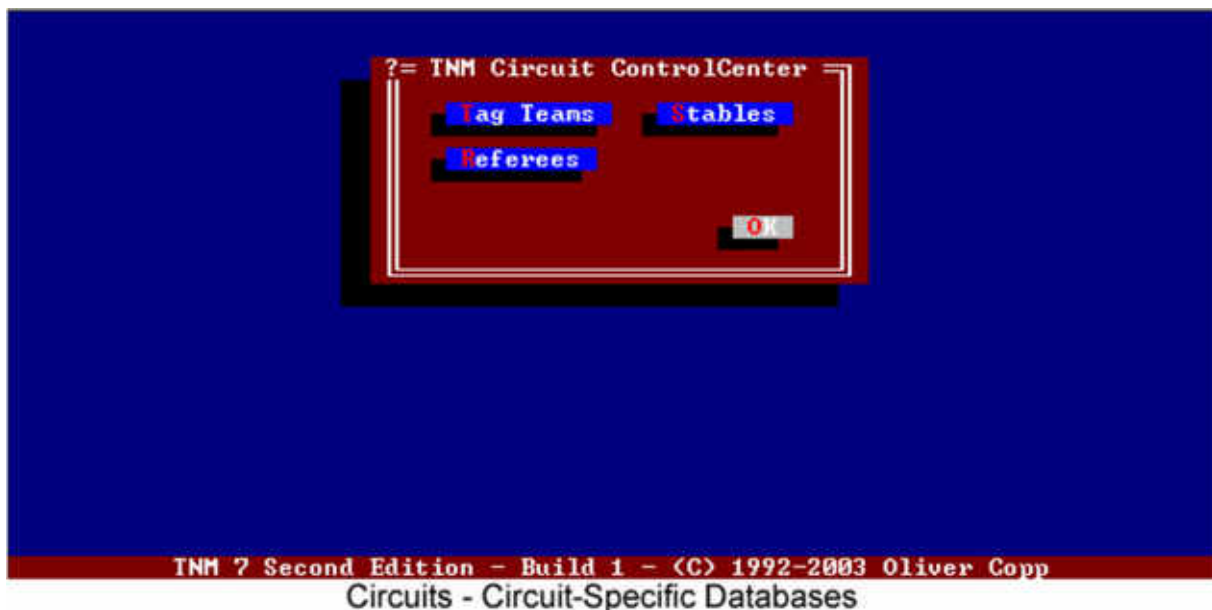 ?= TNM Circuit ControlCenter
Tag Teams Stables
Referees
OK
TNM 7 Second Edition - Build 1 - (C) 1992-2003 Oliver Copp
Circuits - Circuit-Specific Databases